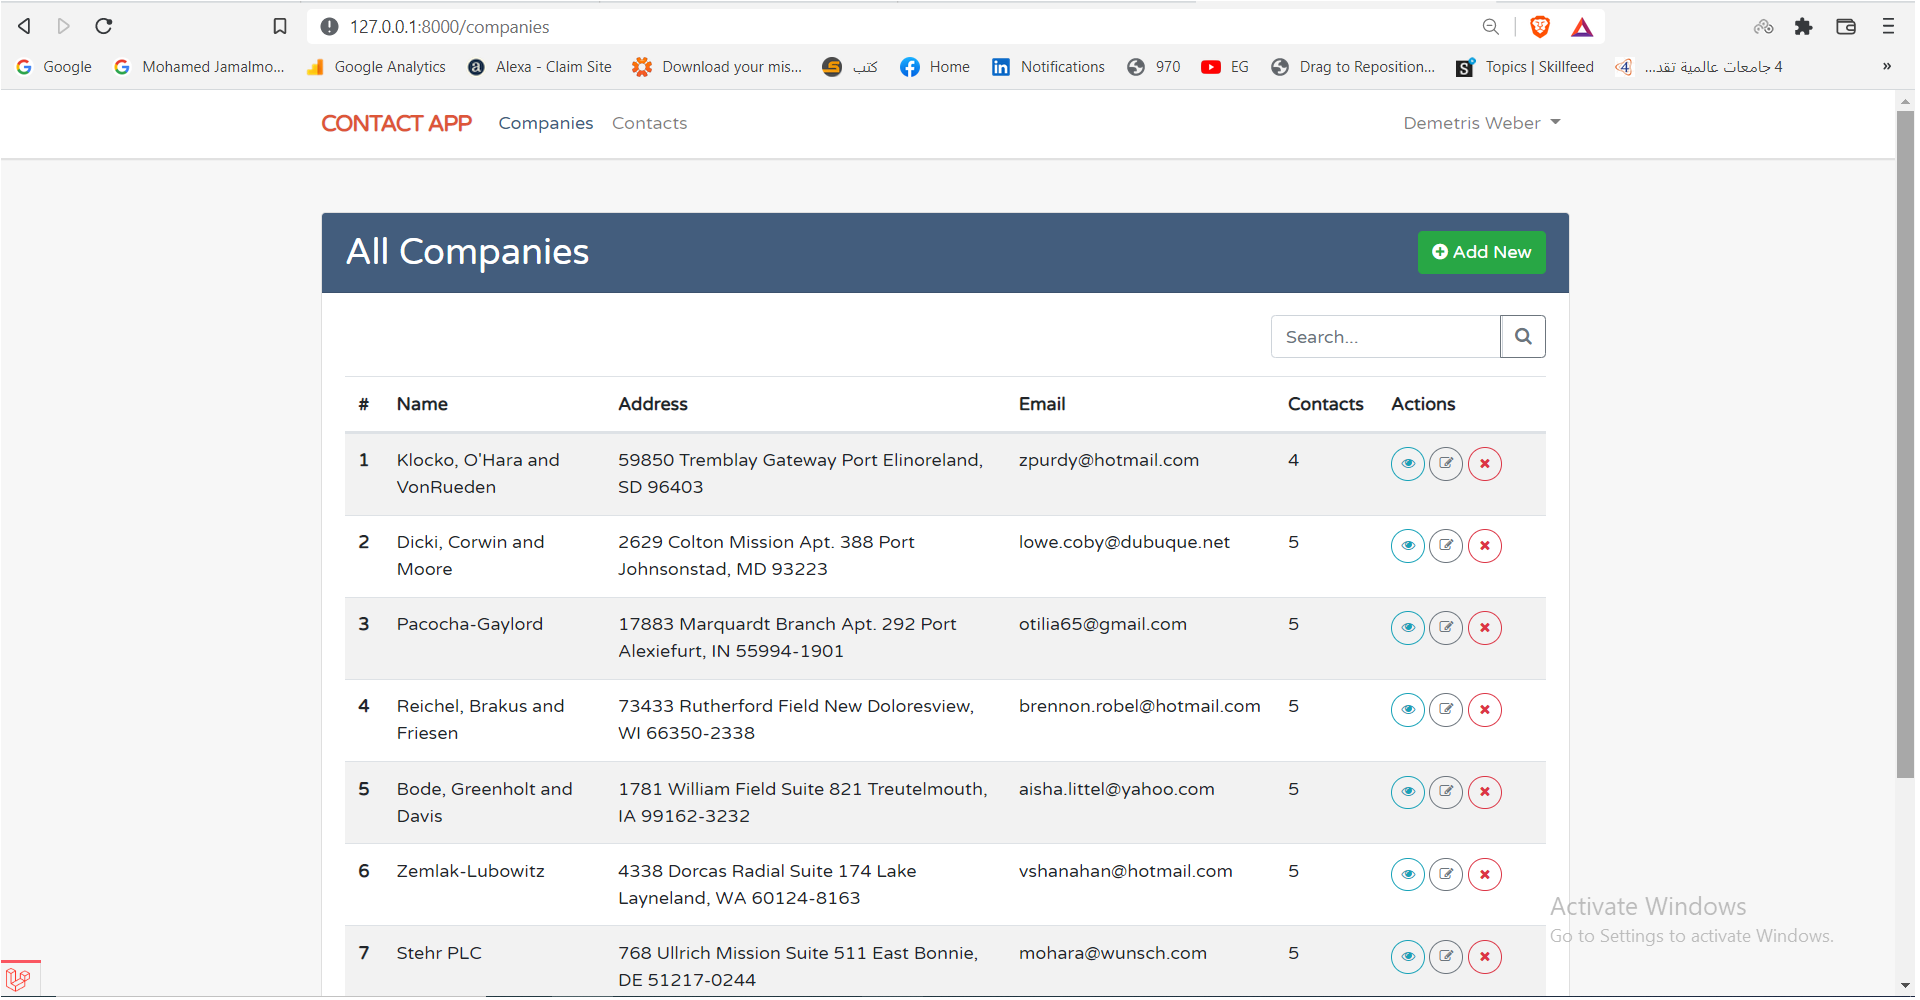 127.0.0.1:8000/companies
Google Mohamed Jamalmo... Google Analytics Alexa - Claim Site Download your mis... كتب Home Notifications 970 EG Drag to Reposition... Topics | Skillfeed 4 جامعات عالمية تقد... »
CONTACT APP Companies Contacts Demetris Weber
All Companies Add New
Search...
# Name Address Email Contacts Actions
1 Klocko, O'Hara and 59850 Tremblay Gateway Port Elinoreland, zpurdy@hotmail.com 4
VonRueden SD 96403
2 Dicki, Corwin and 2629 Colton Mission Apt. 388 Port lowe.coby@dubuque.net 5
Moore Johnsonstad, MD 93223
3 Pacocha-Gaylord 17883 Marquardt Branch Apt. 292 Port otilia65@gmail.com 5
Alexiefurt, IN 55994-1901
4 Reichel, Brakus and 73433 Rutherford Field New Doloresview, brennon.robel@hotmail.com 5
Friesen WI 66350-2338
5 Bode, Greenholt and 1781 William Field Suite 821 Treutelmouth, aisha.littel@yahoo.com 5
Davis IA 99162-3232
6 Zemlak-Lubowitz 4338 Dorcas Radial Suite 174 Lake vshanahan@hotmail.com 5
Layneland, WA 60124-8163
Activate Windows
Go to Settings to activate Windows.
7 Stehr PLC 768 Ullrich Mission Suite 511 East Bonnie, mohara@wunsch.com 5
DE 51217-0244